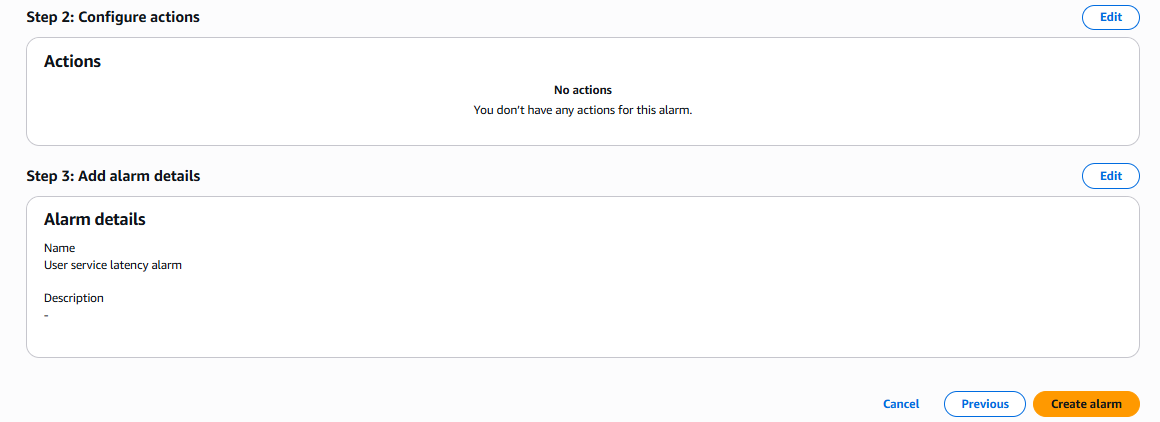 Step 2: Configure actions
Edit
Actions
No actions
You don't have any actions for this alarm.
Step 3: Add alarm details
Edit
Alarm details
Name
User service latency alarm
Description
-
Cancel
Previous
Create alarm